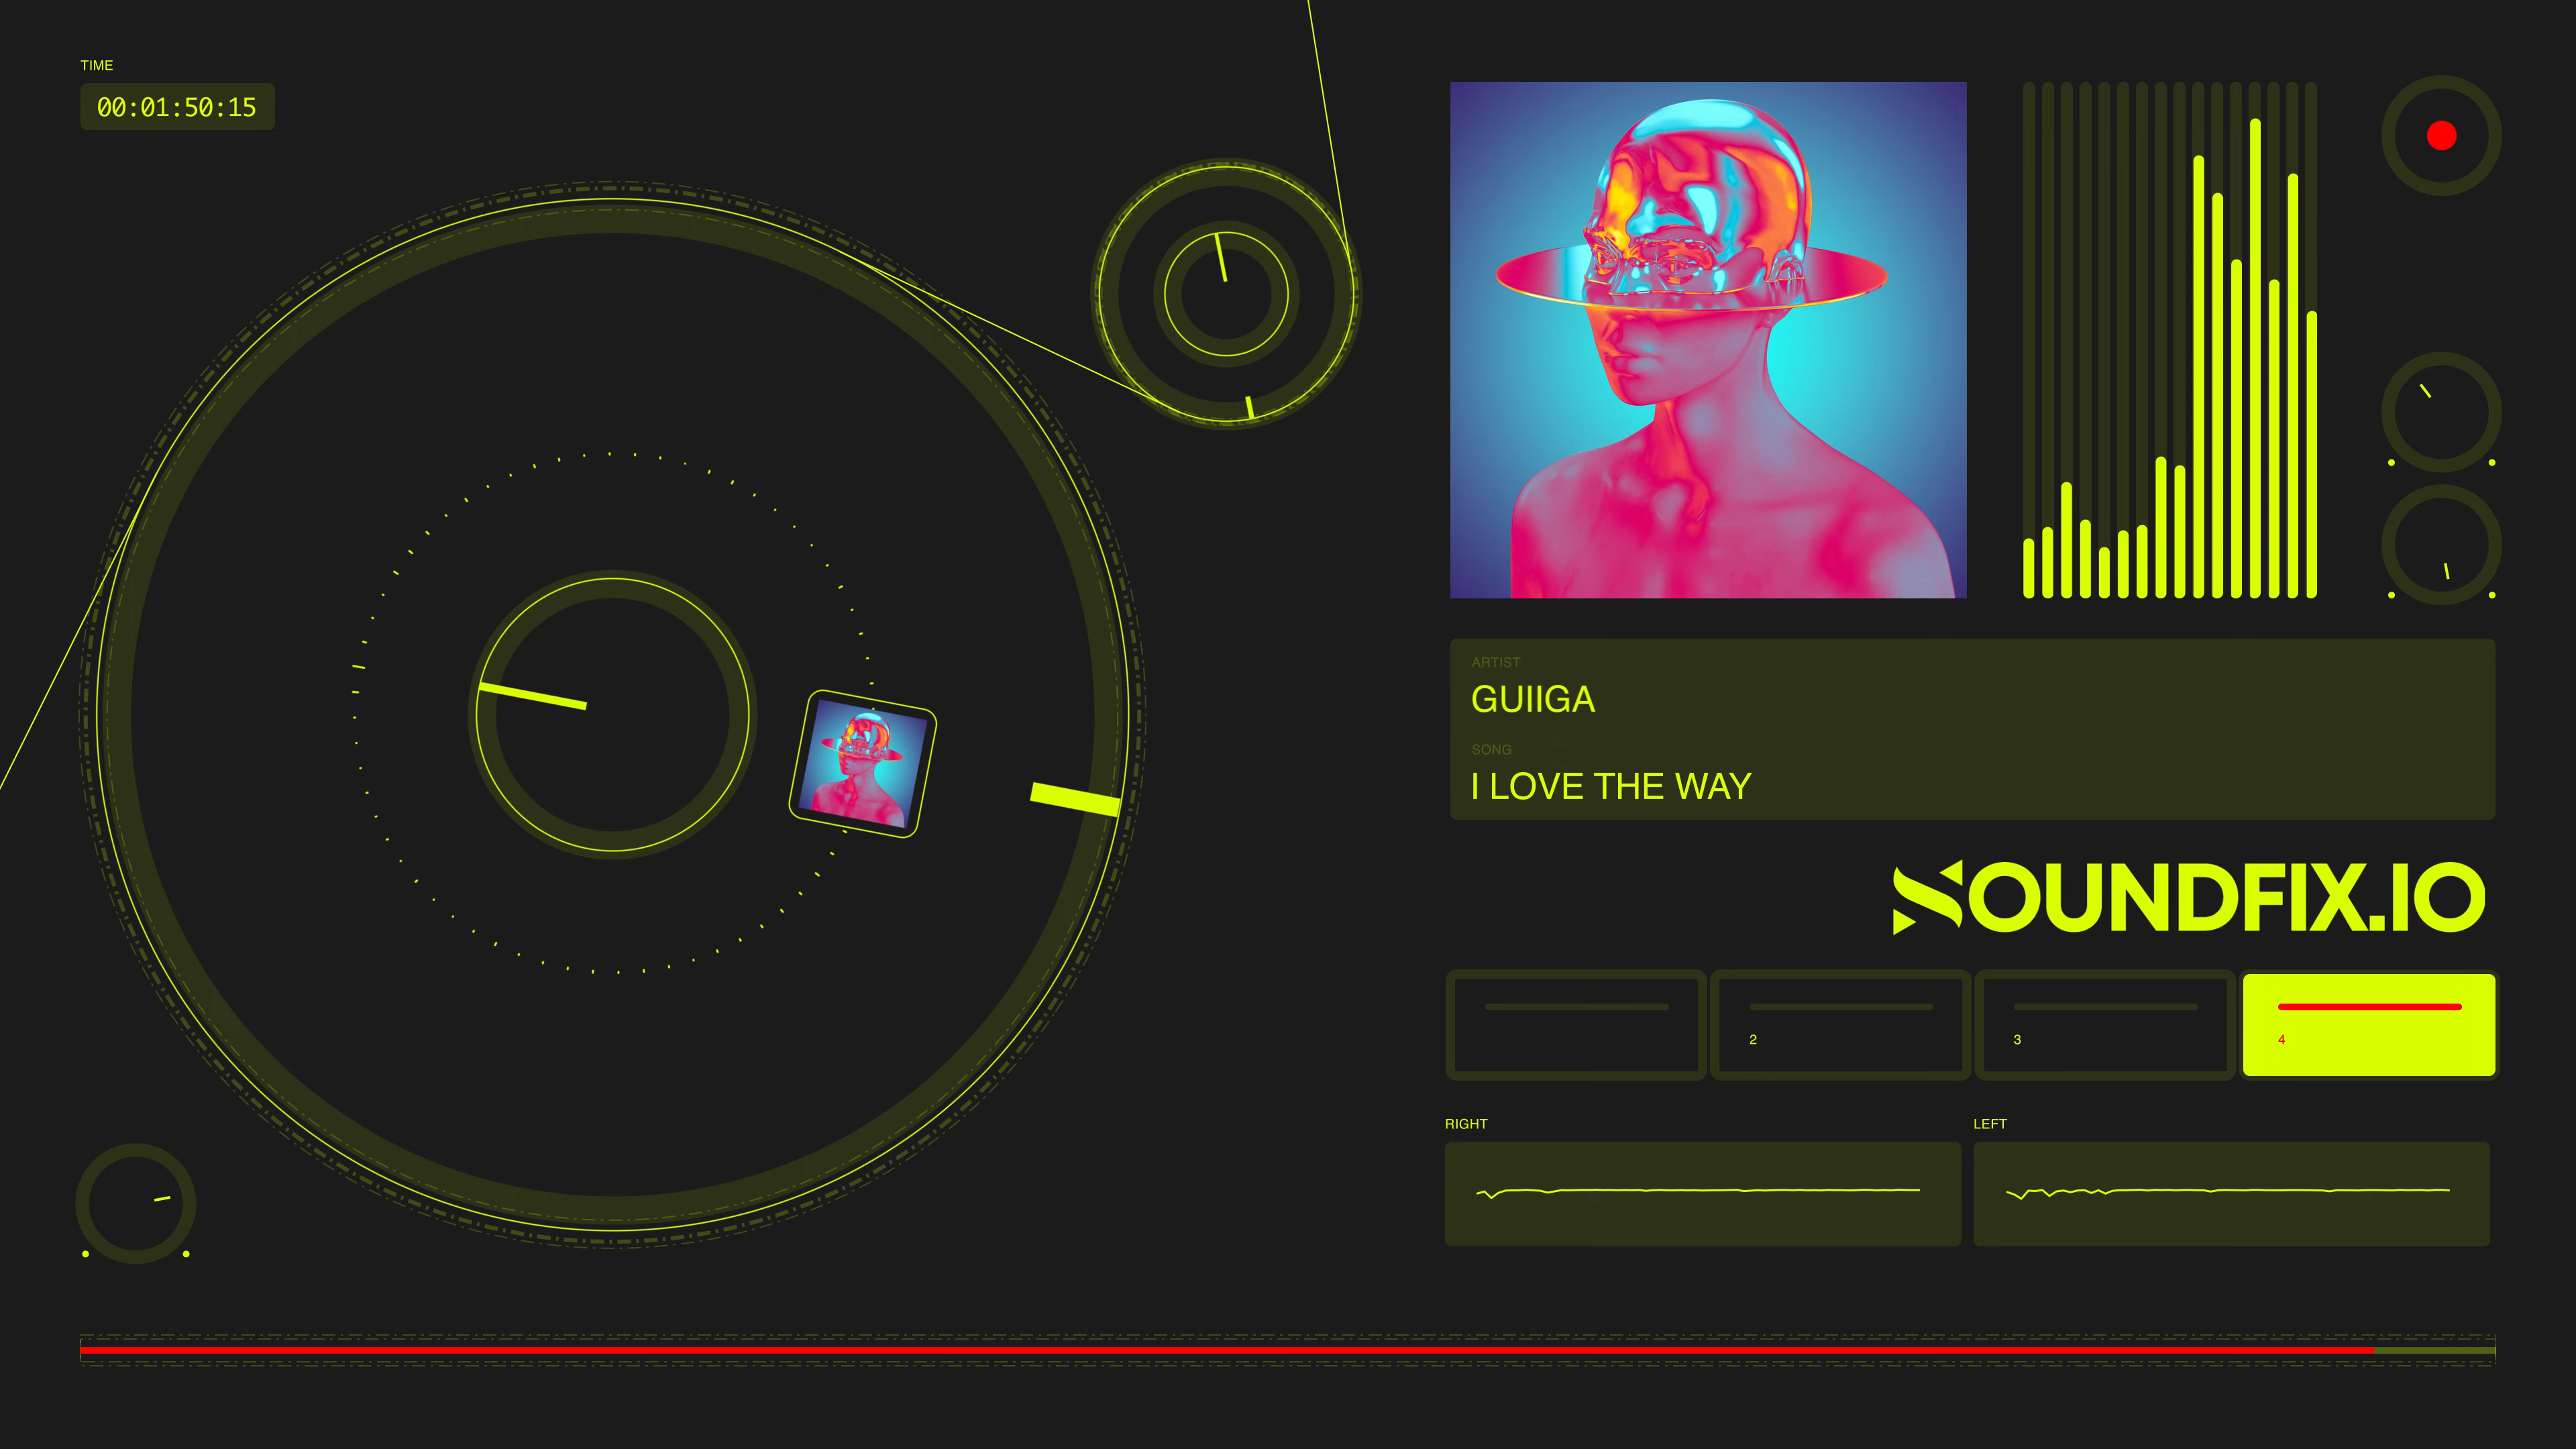 TIME
00:01:50:15
ARTIST
GUIIGA
SONG
I LOVE THE WAY
SOUNDFIX.IO
2
3
4
RIGHT
LEFT